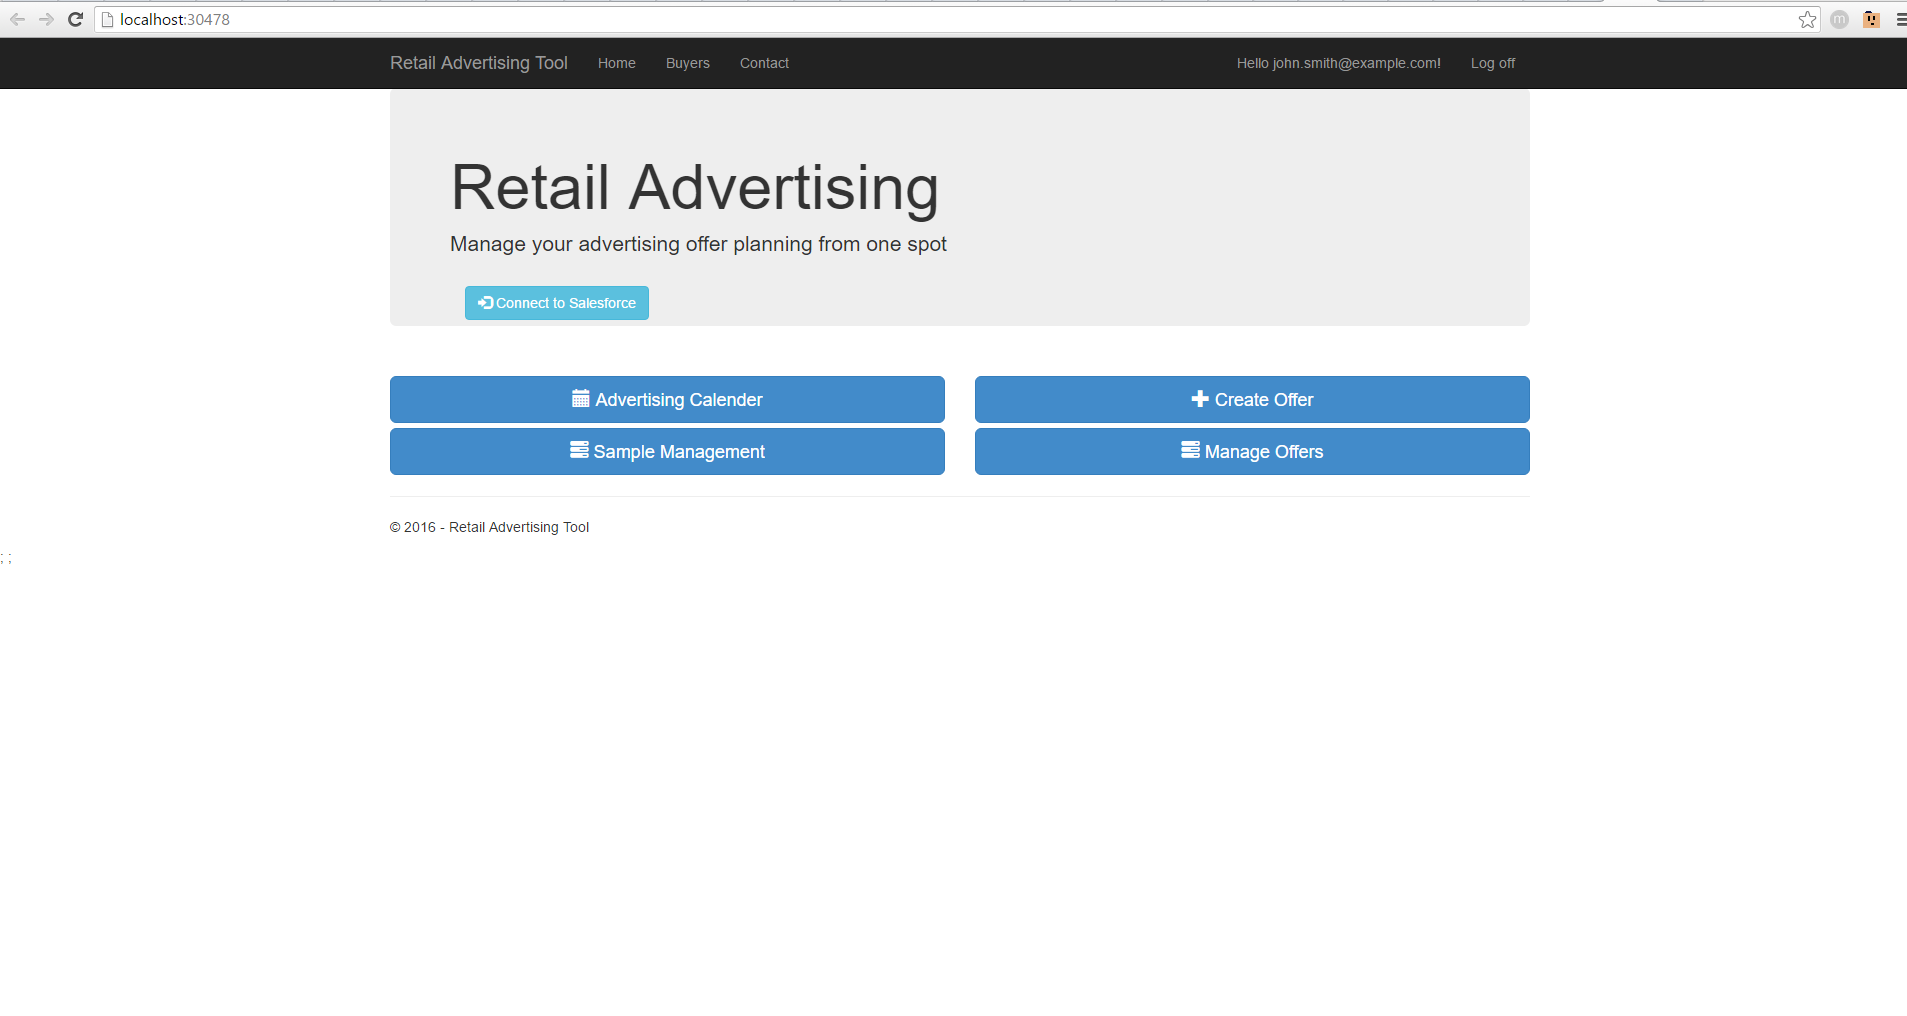 localhost:30478
Retail Advertising Tool Home Buyers Contact Hello john.smith@example.com! Log off
Retail Advertising
Manage your advertising offer planning from one spot
Connect to Salesforce
Advertising Calender Create Offer
Sample Management Manage Offers
© 2016 - Retail Advertising Tool
; ;